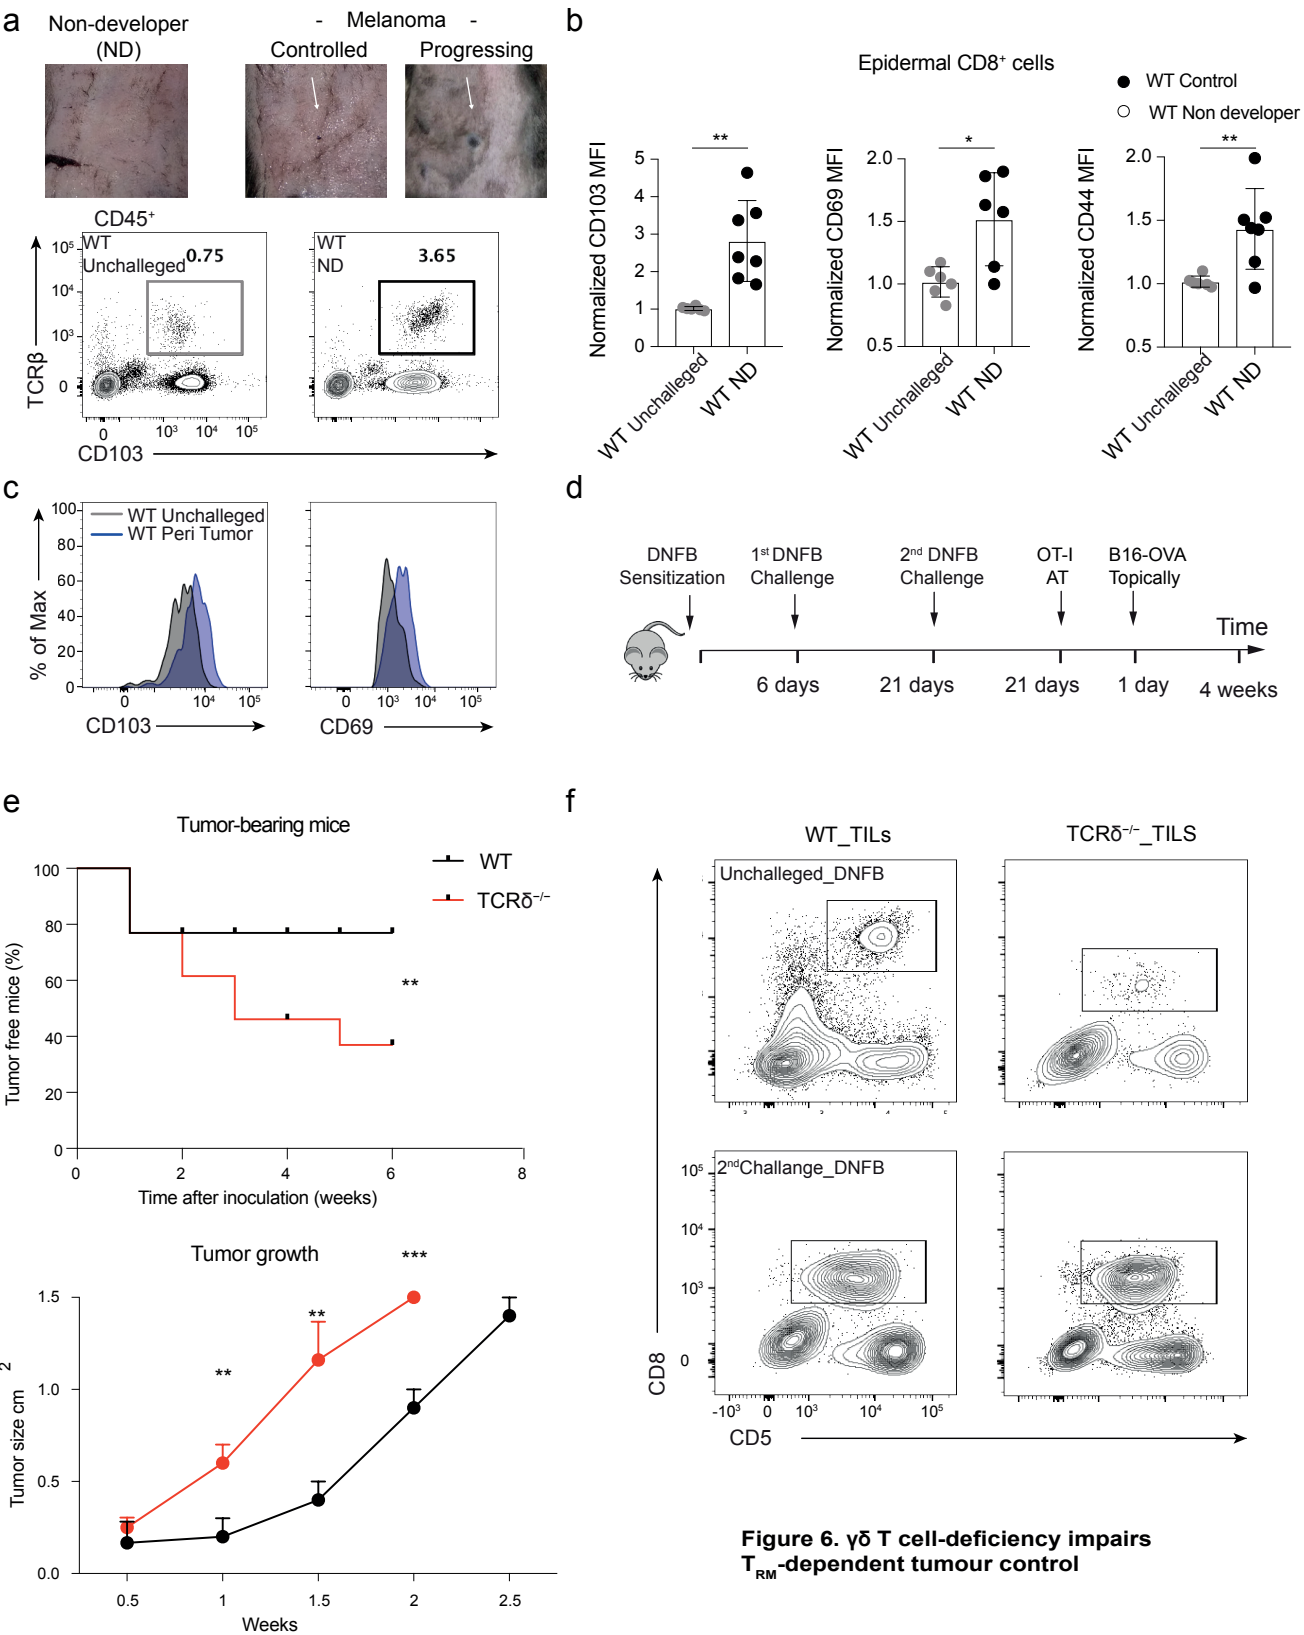 a
Non-developer
(ND)
- Melanoma -
Controlled
Progressing
CD45⁺
TCRβ
10⁵
10⁴
10³
0
WT
Unchalleged
0.75
WT
ND
3.65
0 10³ 10⁴ 10⁵
CD103
b
Epidermal CD8⁺ cells
WT Control
WT Non developer
Normalized CD103 MFI
5
4
3
2
1
0
**
WT Unchalleged
WT ND
Normalized CD69 MFI
2.0
1.5
1.0
0.5
*
WT Unchalleged
WT ND
Normalized CD44 MFI
2.0
1.5
1.0
0.5
**
WT Unchalleged
WT ND
c
% of Max
100
80
60
40
20
0
WT Unchalleged
WT Peri Tumor
0 10⁴ 10⁵
CD103
0 10³ 10⁴ 10⁵
CD69
d
DNFB
Sensitization
1ˢᵗ DNFB
Challenge
2ⁿᵈ DNFB
Challenge
OT-I
AT
B16-OVA
Topically
Time
6 days
21 days
21 days
1 day
4 weeks
e
Tumor-bearing mice
Tumor free mice (%)
100
80
60
40
20
0
WT
TCRδ⁻/⁻
**
0 2 4 6 8
Time after inoculation (weeks)
Tumor growth
Tumor size cm²
1.5
1.0
0.5
0.0
**
**
***
0.5 1 1.5 2 2.5
Weeks
f
WT_TILs
TCRδ⁻/⁻_TILS
Unchalleged_DNFB
2ⁿᵈChallange_DNFB
CD8
10⁵
10⁴
10³
0
-10³ 0 10³ 10⁴ 10⁵
CD5
Figure 6. γδ T cell-deficiency impairs
T_RM-dependent tumour control